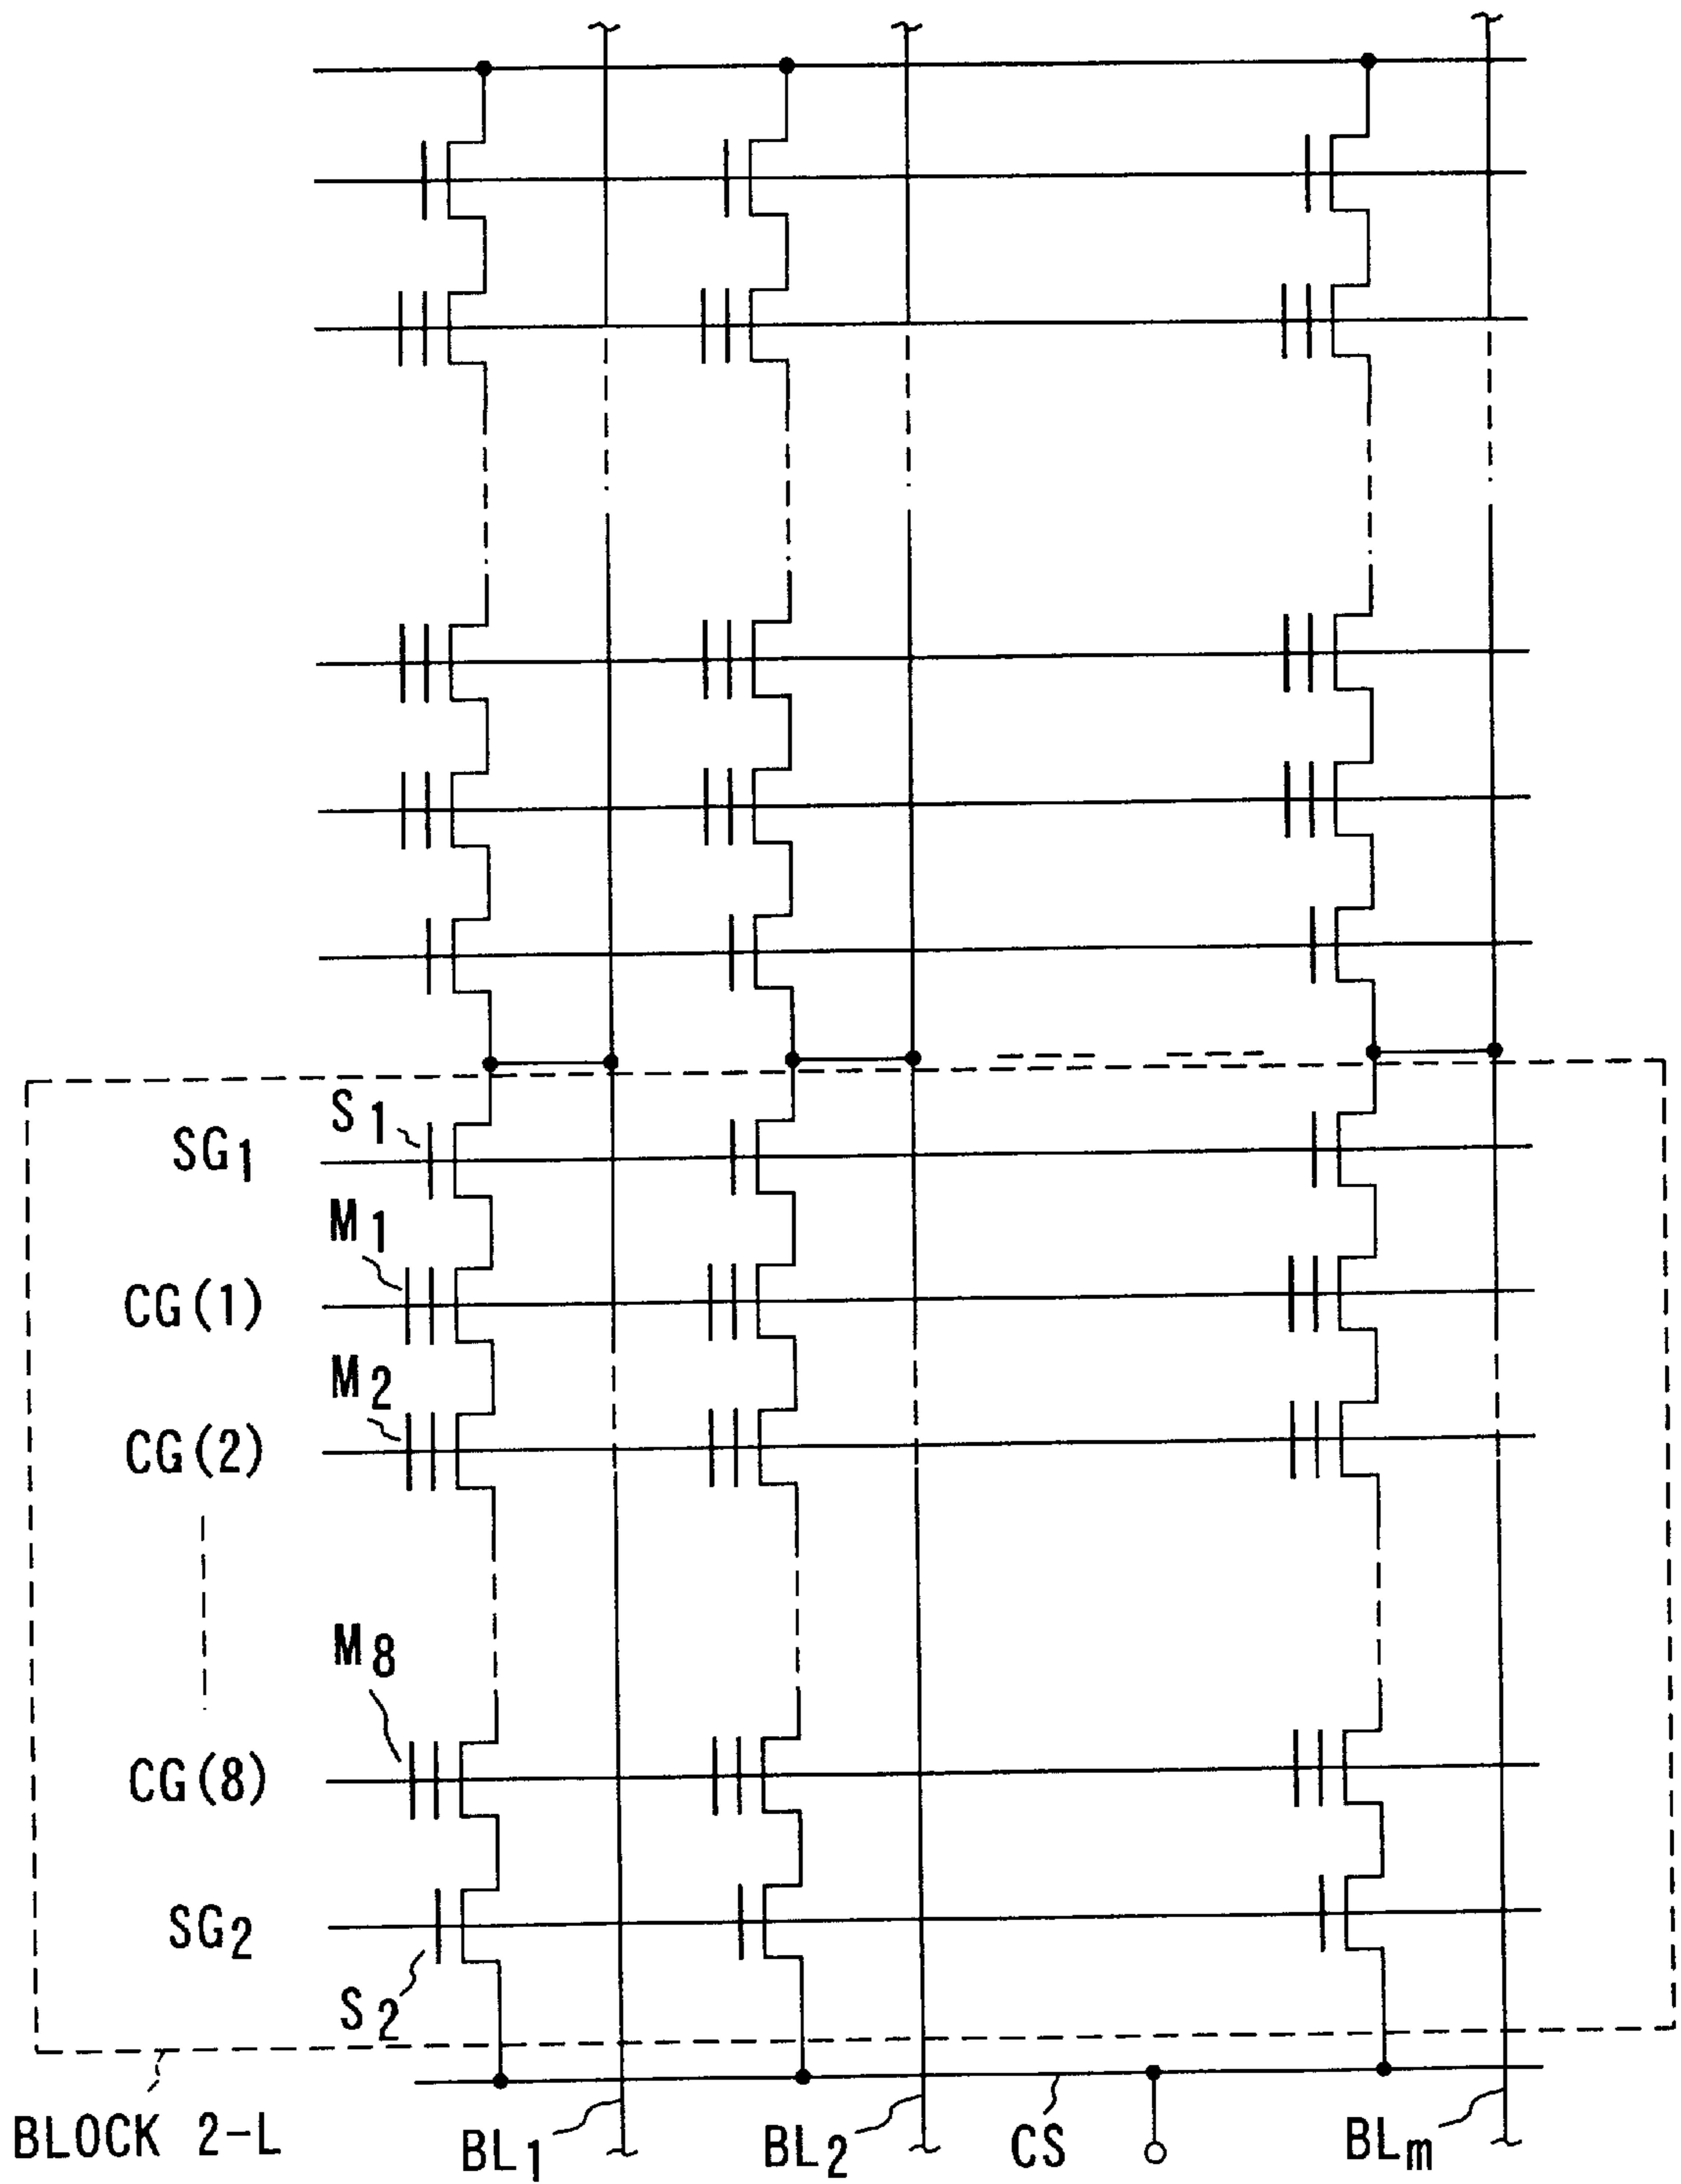 S1
SG1
M1
CG(1)
M2
CG(2)
M8
CG(8)
SG2
S2
BLOCK 2-L
BL1
BL2
CS
BLm